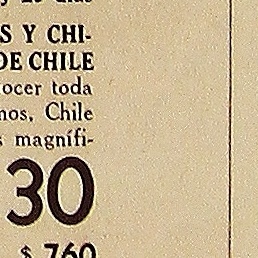 S Y CHI-
DE CHILE
ocer toda
nos, Chile
magnífi-
30
$ 760